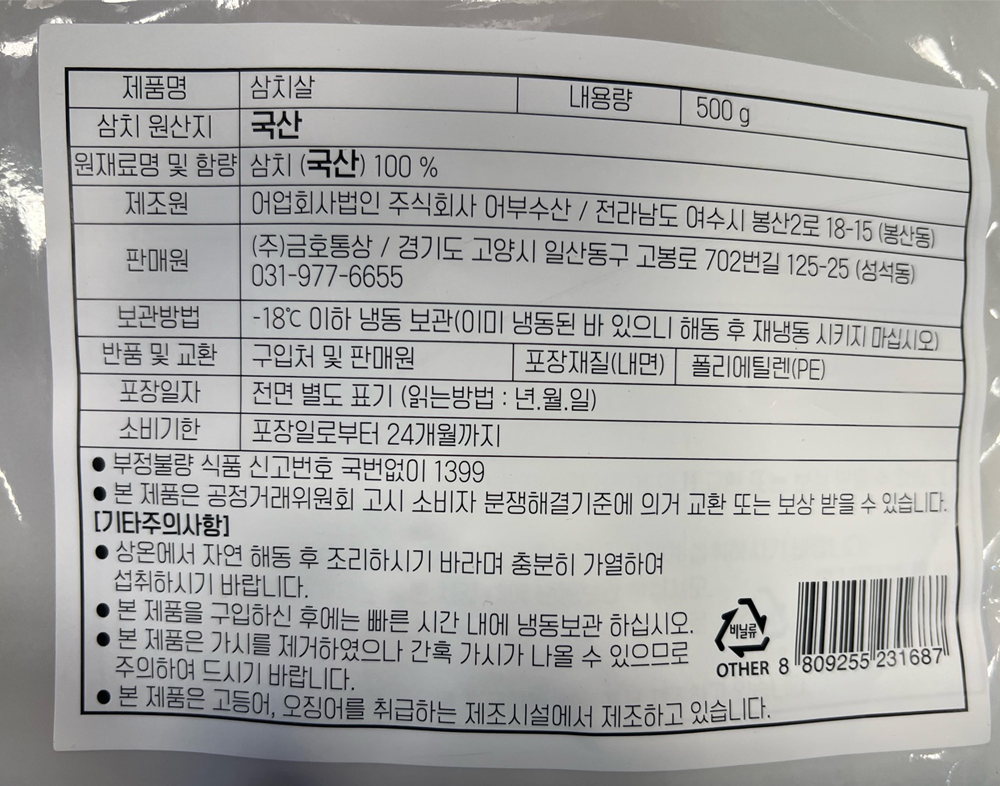 제품명 삼치살 내용량 500 g
삼치 원산지 국산
원재료명 및 함량 삼치 (국산) 100 %
제조원 어업회사법인 주식회사 어부수산 / 전라남도 여수시 봉산2로 18-15 (봉산동)
판매원 (주)금호통상 / 경기도 고양시 일산동구 고봉로 702번길 125-25 (성석동)
031-977-6655
보관방법 -18℃ 이하 냉동 보관(이미 냉동된 바 있으니 해동 후 재냉동 시키지 마십시오)
반품 및 교환 구입처 및 판매원 포장재질(내면) 폴리에틸렌(PE)
포장일자 전면 별도 표기 (읽는방법 : 년.월.일)
소비기한 포장일로부터 24개월까지
● 부정불량 식품 신고번호 국번없이 1399
● 본 제품은 공정거래위원회 고시 소비자 분쟁해결기준에 의거 교환 또는 보상 받을 수 있습니다.
[기타주의사항]
● 상온에서 자연 해동 후 조리하시기 바라며 충분히 가열하여
섭취하시기 바랍니다.
● 본 제품을 구입하신 후에는 빠른 시간 내에 냉동보관 하십시오.
● 본 제품은 가시를 제거하였으나 간혹 가시가 나올 수 있으므로
주의하여 드시기 바랍니다.
● 본 제품은 고등어, 오징어를 취급하는 제조시설에서 제조하고 있습니다.
비닐류
OTHER
8 809255 231687